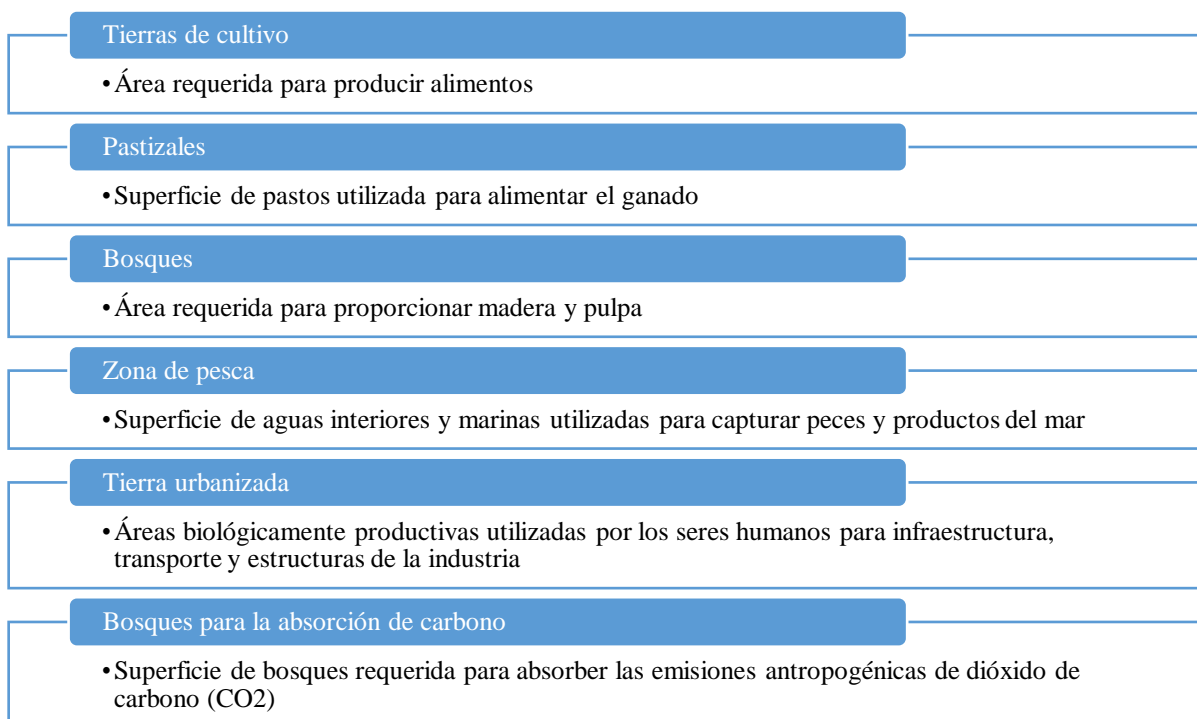 Tierras de cultivo
• Área requerida para producir alimentos
Pastizales
• Superficie de pastos utilizada para alimentar el ganado
Bosques
• Área requerida para proporcionar madera y pulpa
Zona de pesca
• Superficie de aguas interiores y marinas utilizadas para capturar peces y productos del mar
Tierra urbanizada
• Áreas biológicamente productivas utilizadas por los seres humanos para infraestructura,
transporte y estructuras de la industria
Bosques para la absorción de carbono
• Superficie de bosques requerida para absorber las emisiones antropogénicas de dióxido de
carbono (CO2)